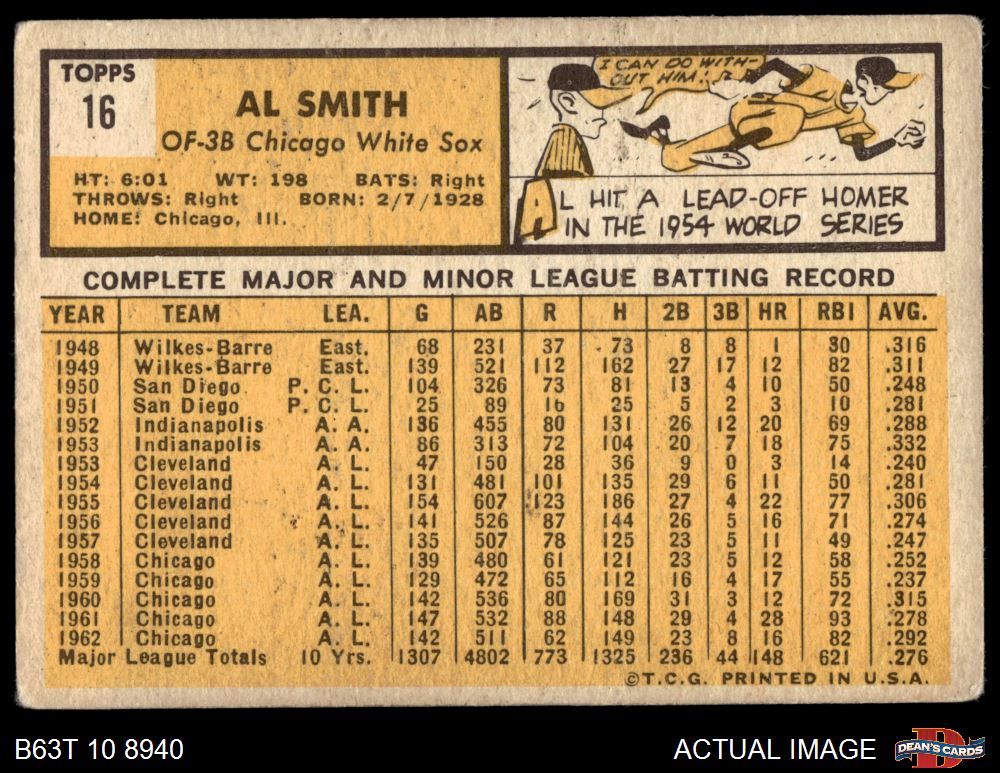 TOPPS
16
AL SMITH
OF-3B Chicago White Sox
HT: 6:01 WT: 198 BATS: Right
THROWS: Right BORN: 2/7/1928
HOME: Chicago, Ill.
I CAN DO WITH-
OUT HIM!
AL HIT A LEAD-OFF HOMER
IN THE 1954 WORLD SERIES
COMPLETE MAJOR AND MINOR LEAGUE BATTING RECORD
YEAR TEAM LEA. G AB R H 2B 3B HR RBI AVG.
1948 Wilkes-Barre East. 68 231 37 73 8 8 1 30 .316
1949 Wilkes-Barre East. 139 521 112 162 27 17 12 82 .311
1950 San Diego P. C. L. 104 326 73 81 13 4 10 50 .248
1951 San Diego P. C. L. 25 89 16 25 5 2 3 10 .281
1952 Indianapolis A. A. 136 455 80 131 26 12 20 69 .288
1953 Indianapolis A. A. 86 313 72 104 20 7 18 75 .332
1953 Cleveland A. L. 47 150 28 36 9 0 3 14 .240
1954 Cleveland A. L. 131 481 101 135 29 6 11 50 .281
1955 Cleveland A. L. 154 607 123 186 27 4 22 77 .306
1956 Cleveland A. L. 141 526 87 144 26 5 16 71 .274
1957 Cleveland A. L. 135 507 78 125 23 5 11 49 .247
1958 Chicago A. L. 139 480 61 121 23 5 12 58 .252
1959 Chicago A. L. 129 472 65 112 16 4 17 55 .237
1960 Chicago A. L. 142 536 80 169 31 3 12 72 .315
1961 Chicago A. L. 147 532 88 148 29 4 28 93 .278
1962 Chicago A. L. 142 511 62 149 23 8 16 82 .292
Major League Totals 10 Yrs. 1307 4802 773 1325 236 44 148 621 .276
©T.C.G. PRINTED IN U.S.A.
B63T 10 8940
ACTUAL IMAGE
D
DEAN'S CARDS